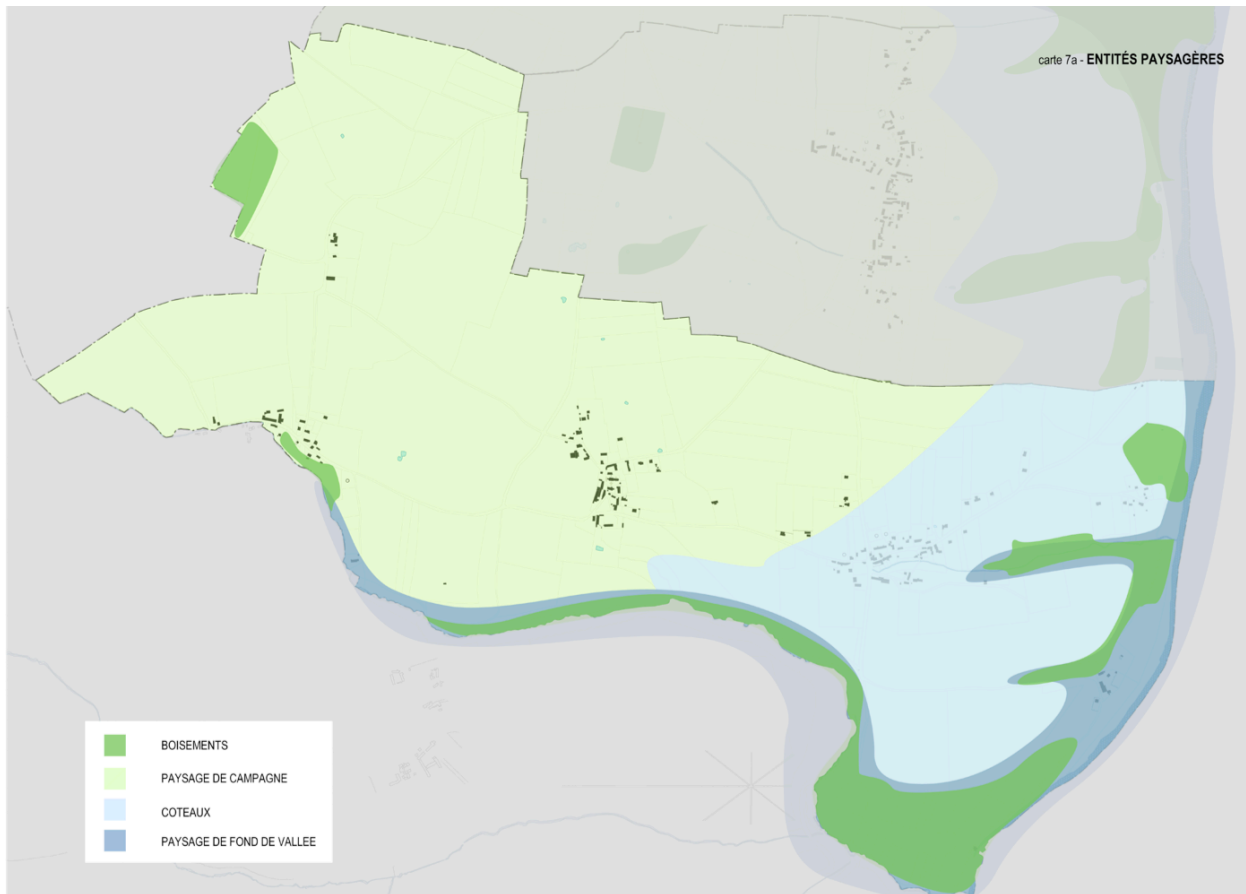 carte 7a - ENTITÉS PAYSAGÈRES
BOISEMENTS
PAYSAGE DE CAMPAGNE
COTEAUX
PAYSAGE DE FOND DE VALLEE